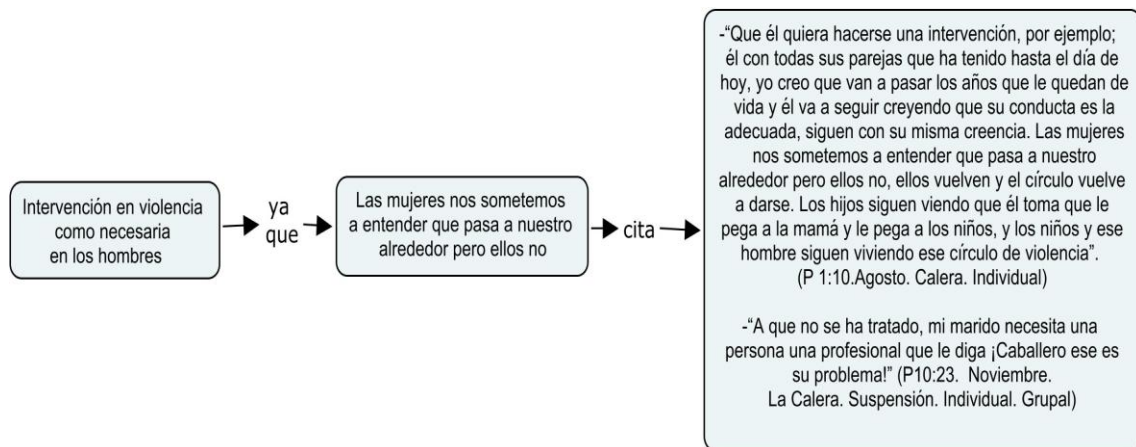 Intervención en violencia
como necesaria
en los hombres
ya
que
Las mujeres nos sometemos
a entender que pasa a nuestro
alrededor pero ellos no
cita
-“Que él quiera hacerse una intervención, por ejemplo;
él con todas sus parejas que ha tenido hasta el día de
hoy, yo creo que van a pasar los años que le quedan de
vida y él va a seguir creyendo que su conducta es la
adecuada, siguen con su misma creencia. Las mujeres
nos sometemos a entender que pasa a nuestro
alrededor pero ellos no, ellos vuelven y el círculo vuelve
a darse. Los hijos siguen viendo que él toma que le
pega a la mamá y le pega a los niños, y los niños y ese
hombre siguen viviendo ese círculo de violencia”.
(P 1:10.Agosto. Calera. Individual)
-“A que no se ha tratado, mi marido necesita una
persona una profesional que le diga ¡Caballero ese es
su problema!” (P10:23. Noviembre.
La Calera. Suspensión. Individual. Grupal)